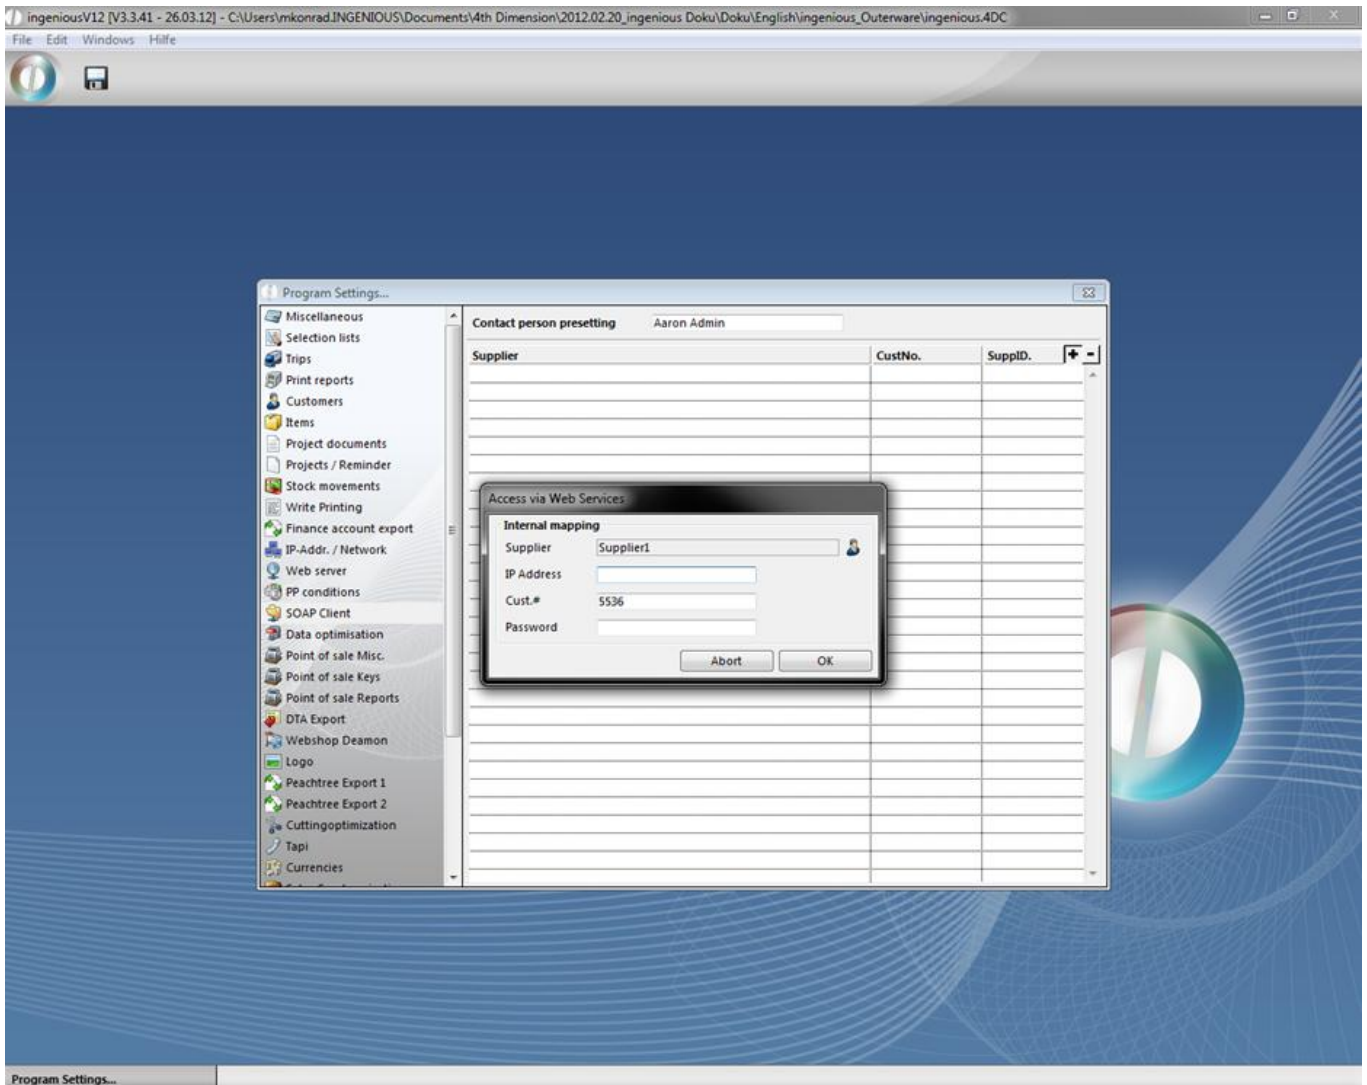 ingeniousV12 [V3.3.41 - 26.03.12] - C:\Users\mkonrad.INGENIOUS\Documents\4th Dimension\2012.02.20_ingenious Doku\Doku\English\ingenious_Outerware\ingenious.4DC
File Edit Windows Hilfe
Program Settings...
Miscellaneous
Selection lists
Trips
Print reports
Customers
Items
Project documents
Projects / Reminder
Stock movements
Write Printing
Finance account export
IP-Addr. / Network
Web server
PP conditions
SOAP Client
Data optimisation
Point of sale Misc.
Point of sale Keys
Point of sale Reports
DTA Export
Webshop Deamon
Logo
Peachtree Export 1
Peachtree Export 2
Cuttingoptimization
Tapi
Currencies
Contact person presetting Aaron Admin
Supplier CustNo. SuppID. + -
Access via Web Services
Internal mapping
Supplier Supplier1
IP Address
Cust.# 5536
Password
Abort OK
Program Settings...